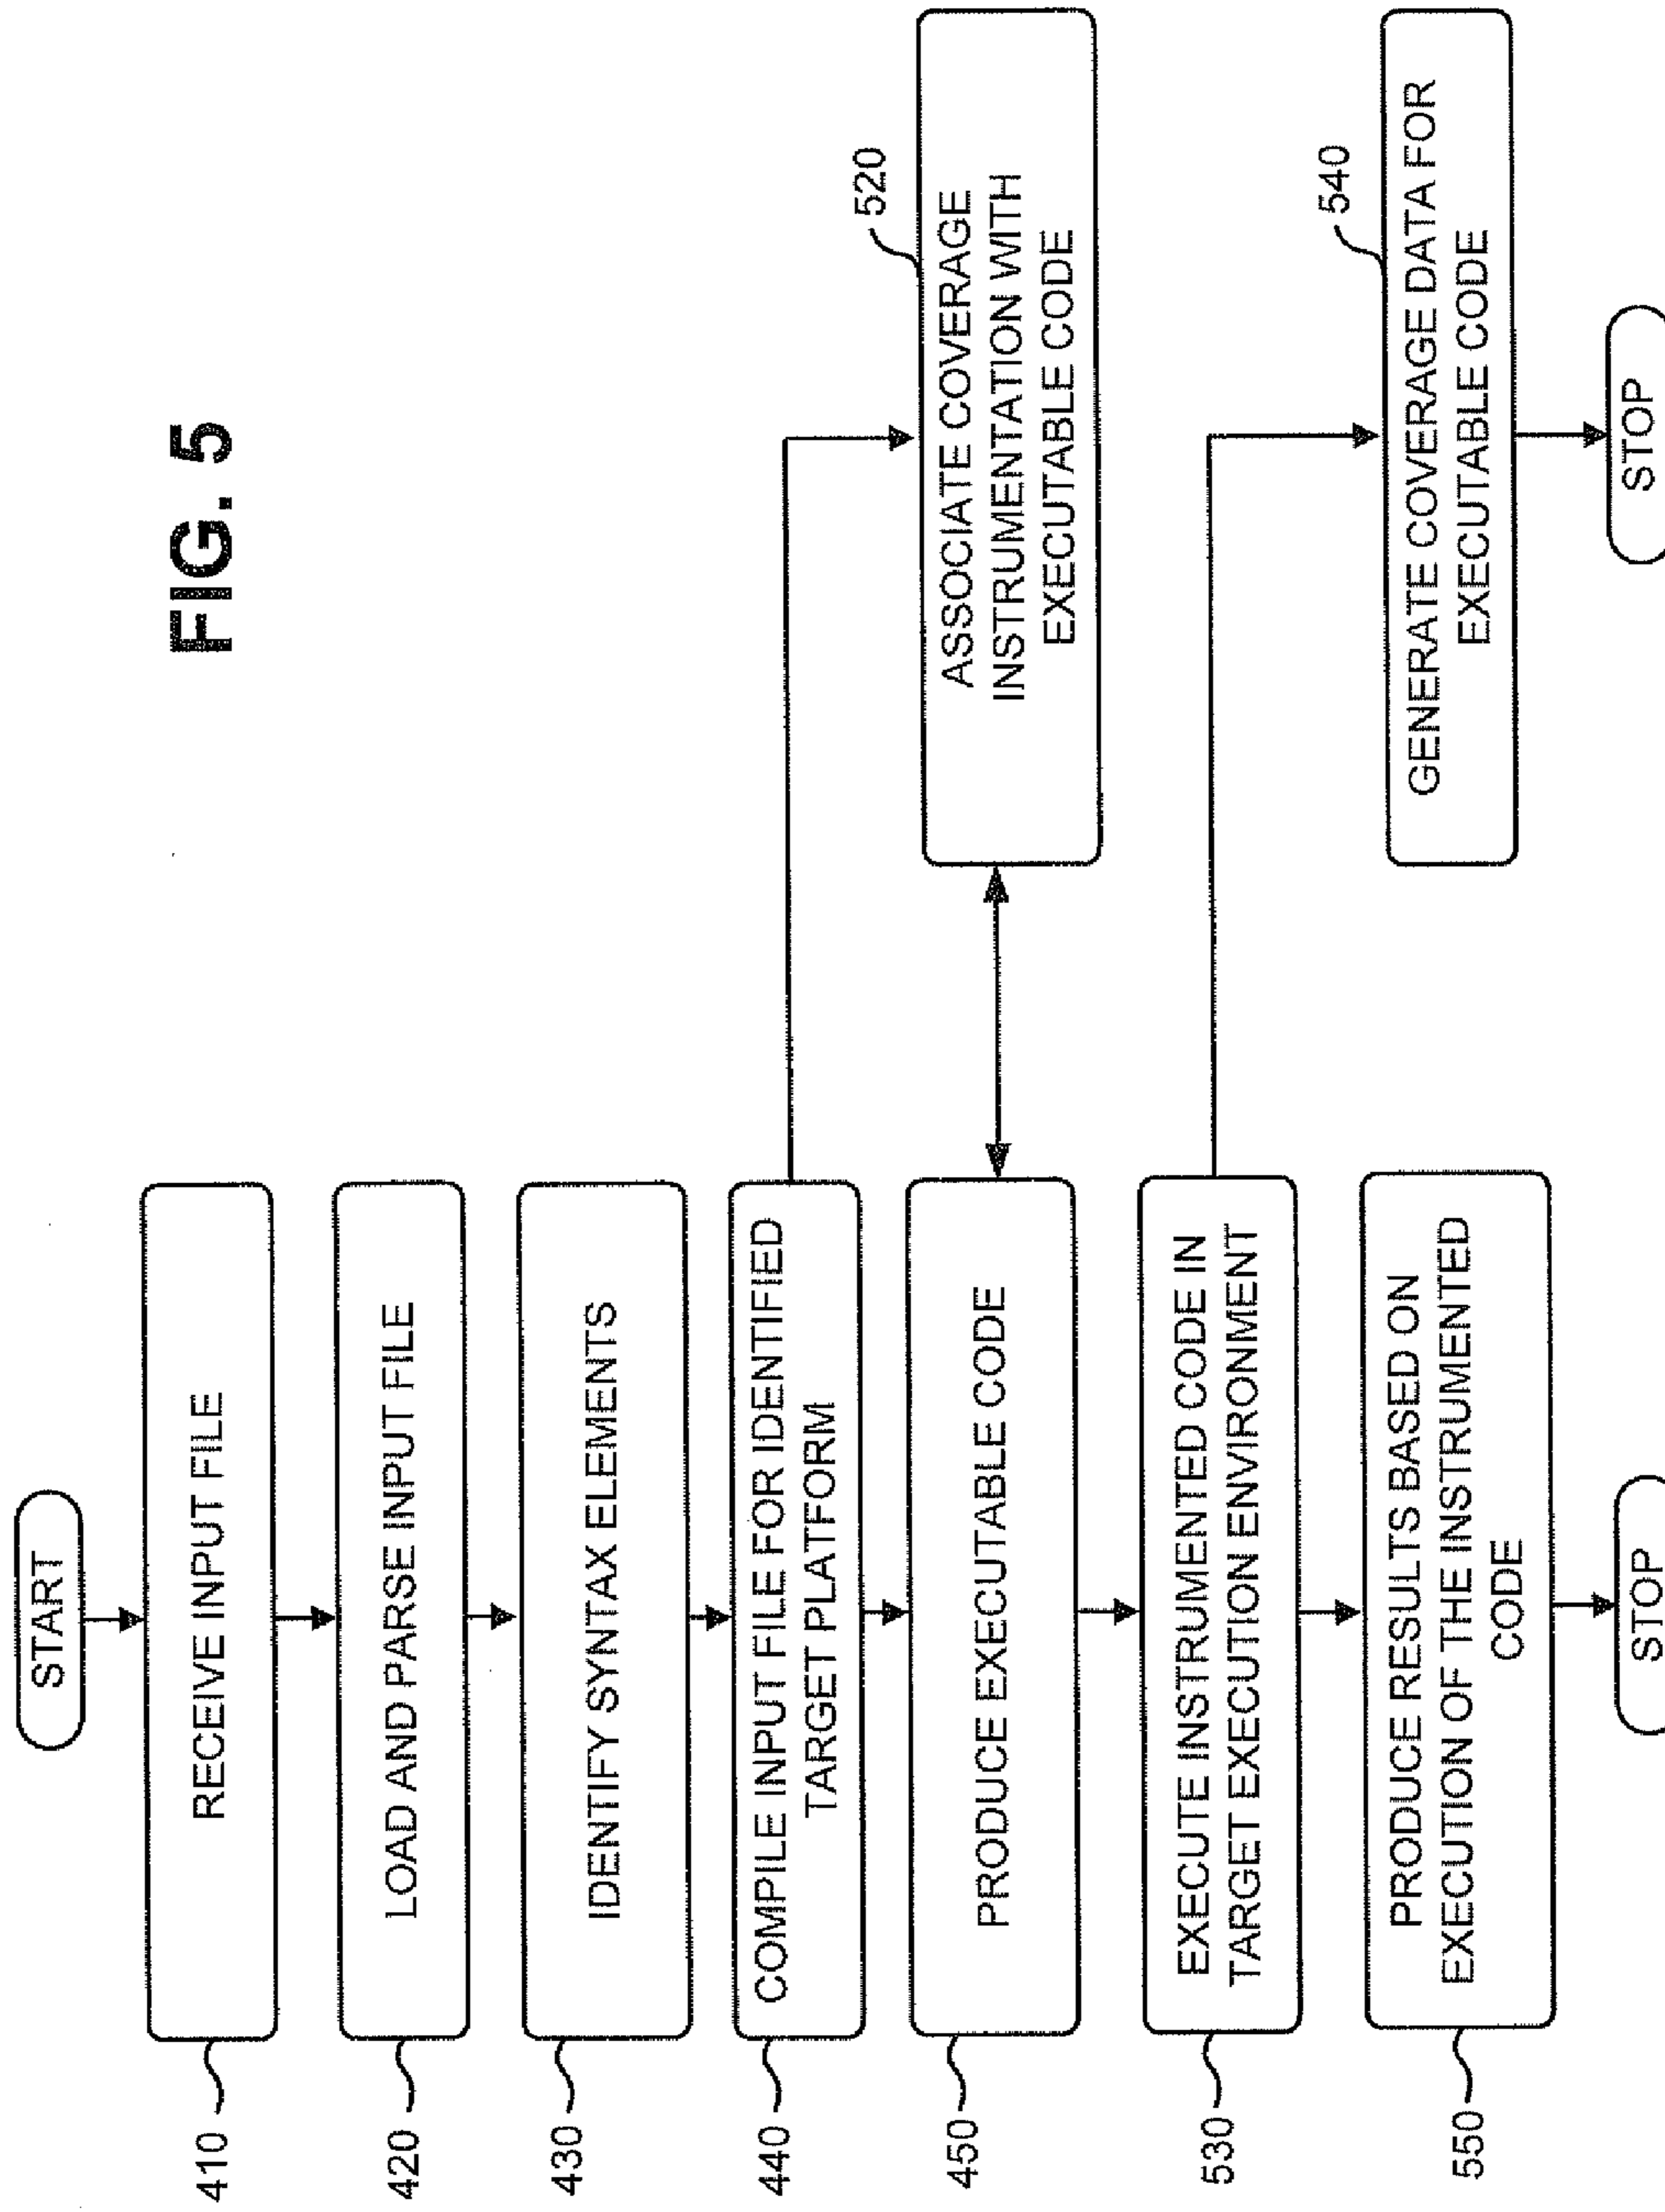 FIG. 5
START
410
RECEIVE INPUT FILE
420
LOAD AND PARSE INPUT FILE
430
IDENTIFY SYNTAX ELEMENTS
440
COMPILE INPUT FILE FOR IDENTIFIED
TARGET PLATFORM
450
PRODUCE EXECUTABLE CODE
520
ASSOCIATE COVERAGE
INSTRUMENTATION WITH
EXECUTABLE CODE
530
EXECUTE INSTRUMENTED CODE IN
TARGET EXECUTION ENVIRONMENT
540
GENERATE COVERAGE DATA FOR
EXECUTABLE CODE
550
PRODUCE RESULTS BASED ON
EXECUTION OF THE INSTRUMENTED
CODE
STOP
STOP